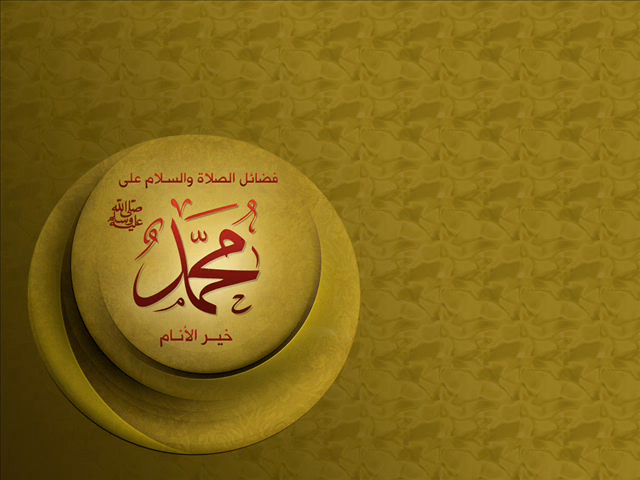 فضائل الصلاة والسلام على
صلى الله عليه وسلم
محمد
خير الأنام